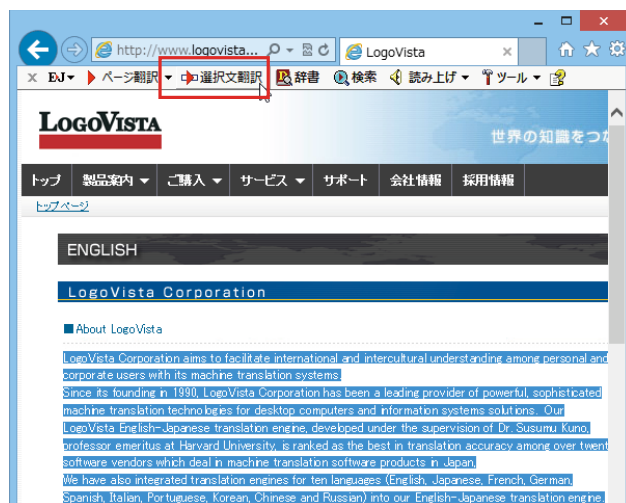 http://www.logovista...
LogoVista
EJ▼ ページ翻訳 ▼ 選択文翻訳 辞書 検索 読み上げ ▼ ツール ▼
LOGOVISTA
世界の知識をつな
トップ 製品案内 ▼ ご購入 ▼ サービス ▼ サポート 会社情報 採用情報
トップページ
ENGLISH
LogoVista Corporation
■About LogoVista
LogoVista Corporation aims to facilitate international and intercultural understanding among personal and
corporate users with its machine translation systems.
Since its founding in 1990, LogoVista Corporation has been a leading provider of powerful, sophisticated
machine translation technologies for desktop computers and information systems solutions. Our
LogoVista English-Japanese translation engine, developed under the supervision of Dr. Susumu Kuno,
professor emeritus at Harvard University, is ranked as the best in translation accuracy among over twent
software vendors which deal in machine translation software products in Japan.
We have also integrated translation engines for ten languages (English, Japanese, French, German,
Spanish, Italian, Portuguese, Korean, Chinese and Russian) into our English-Japanese translation engine